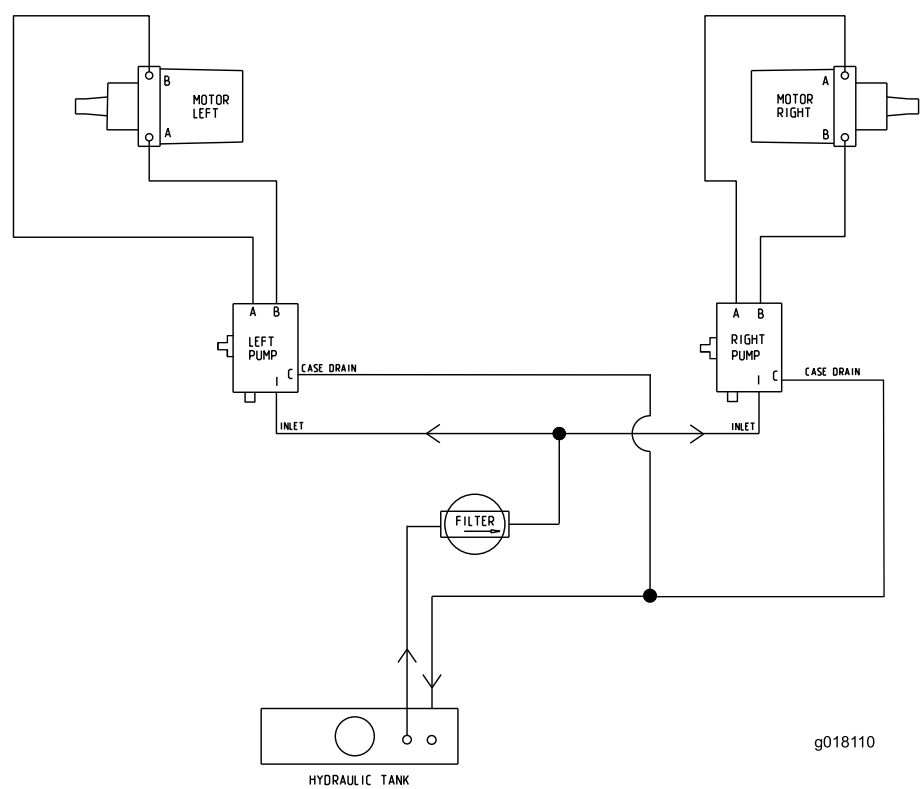 B
MOTOR
LEFT
A
A
MOTOR
RIGHT
B
A B
LEFT
PUMP
C
I
CASE DRAIN
INLET
A B
RIGHT
PUMP
C
I
CASE DRAIN
INLET
FILTER
HYDRAULIC TANK
g018110